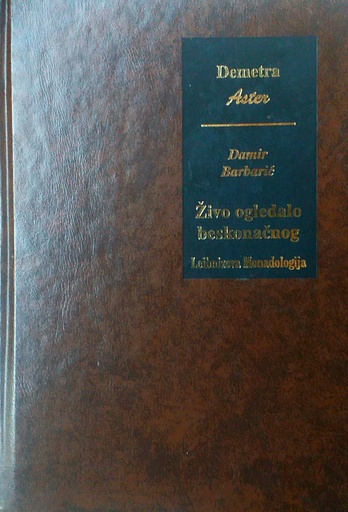 Demetra
Aster
Damir
Barbarić
Živo ogledalo
beskonačnog
Leibnizova Monadologija